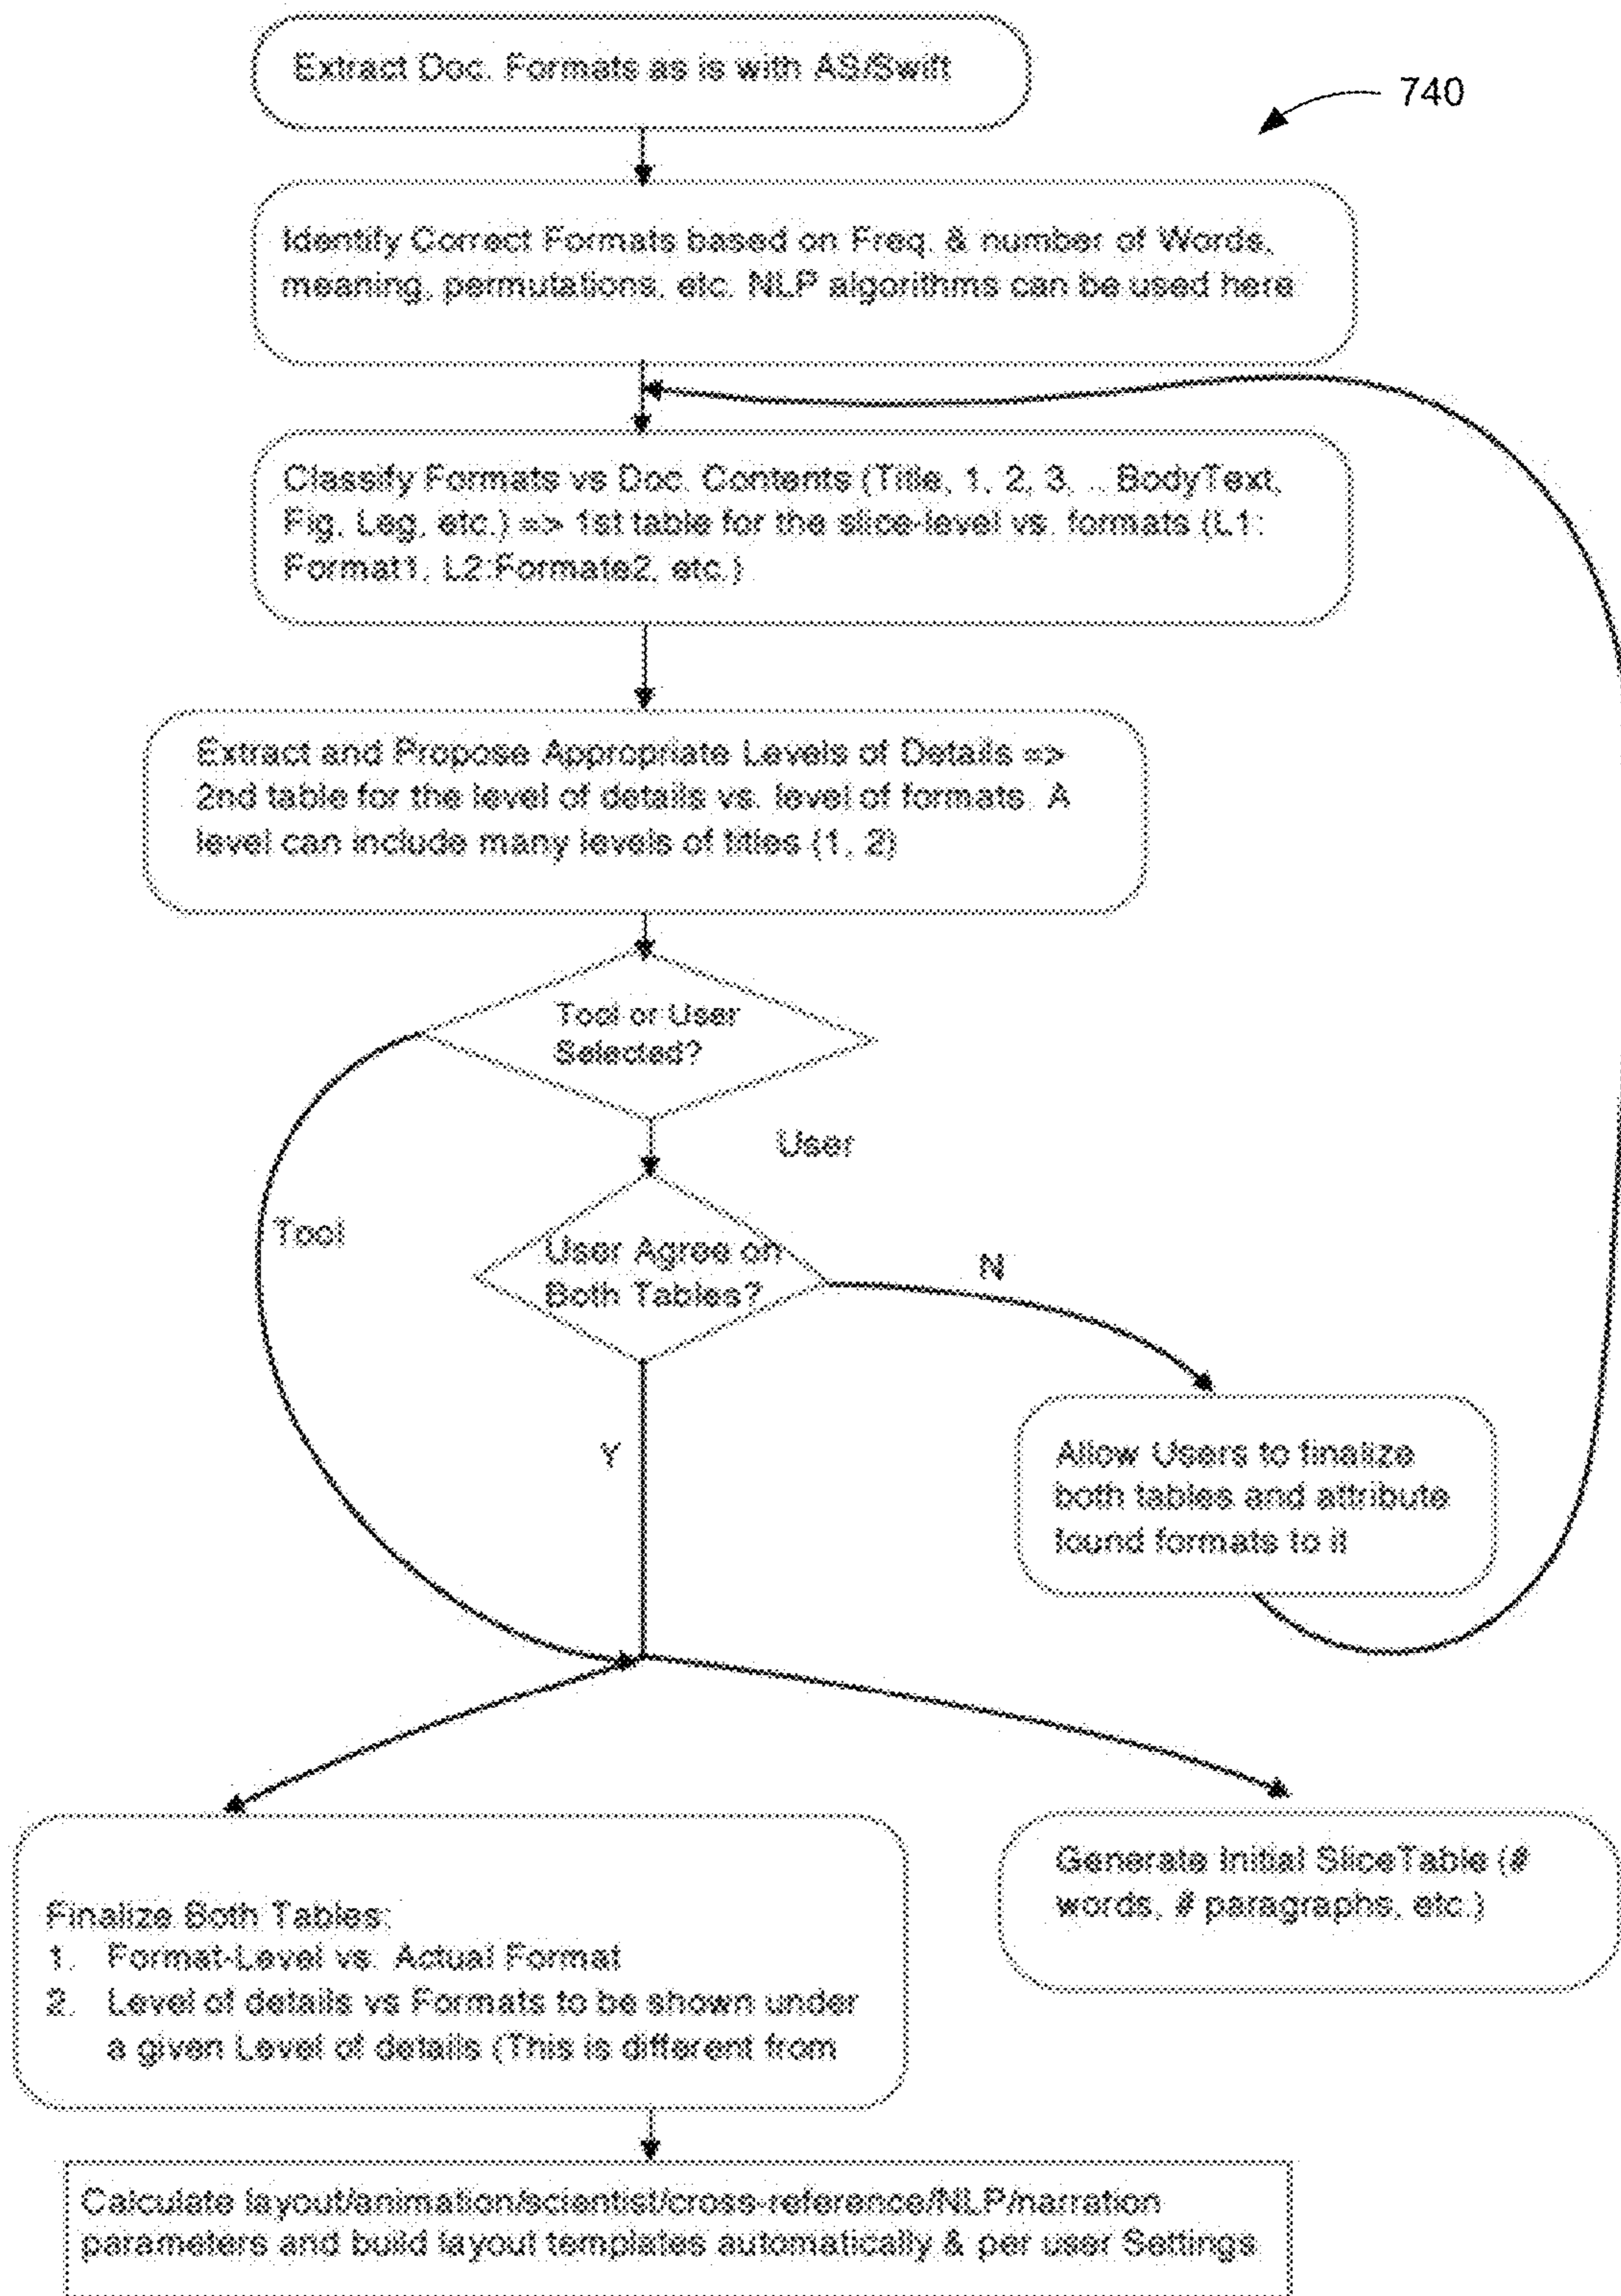 Extract Doc. Formats as is with AS/Swift
740
Identify Correct Formats based on Freq. & number of Words,
meaning, permutations, etc. NLP algorithms can be used here
Classify Formats vs Doc. Contents (Title, 1, 2, 3, .. BodyText,
Fig, Leg, etc.) => 1st table for the slice-level vs. formats (L1:
Format1, L2:Formate2, etc.)
Extract and Propose Appropriate Levels of Details =>
2nd table for the level of details vs. level of formats. A
level can include many levels of titles (1, 2)
Tool or User
Selected?
User
Tool
User Agree on
Both Tables?
N
Y
Allow Users to finalize
both tables and attribute
found formats to it
Finalize Both Tables:
1. Format-Level vs. Actual Format
2. Level of details vs Formats to be shown under
a given Level of details (This is different from
Generate Initial SliceTable (#
words, # paragraphs, etc.)
Calculate layout/animation/scientist/cross-reference/NLP/narration
parameters and build layout templates automatically & per user Settings